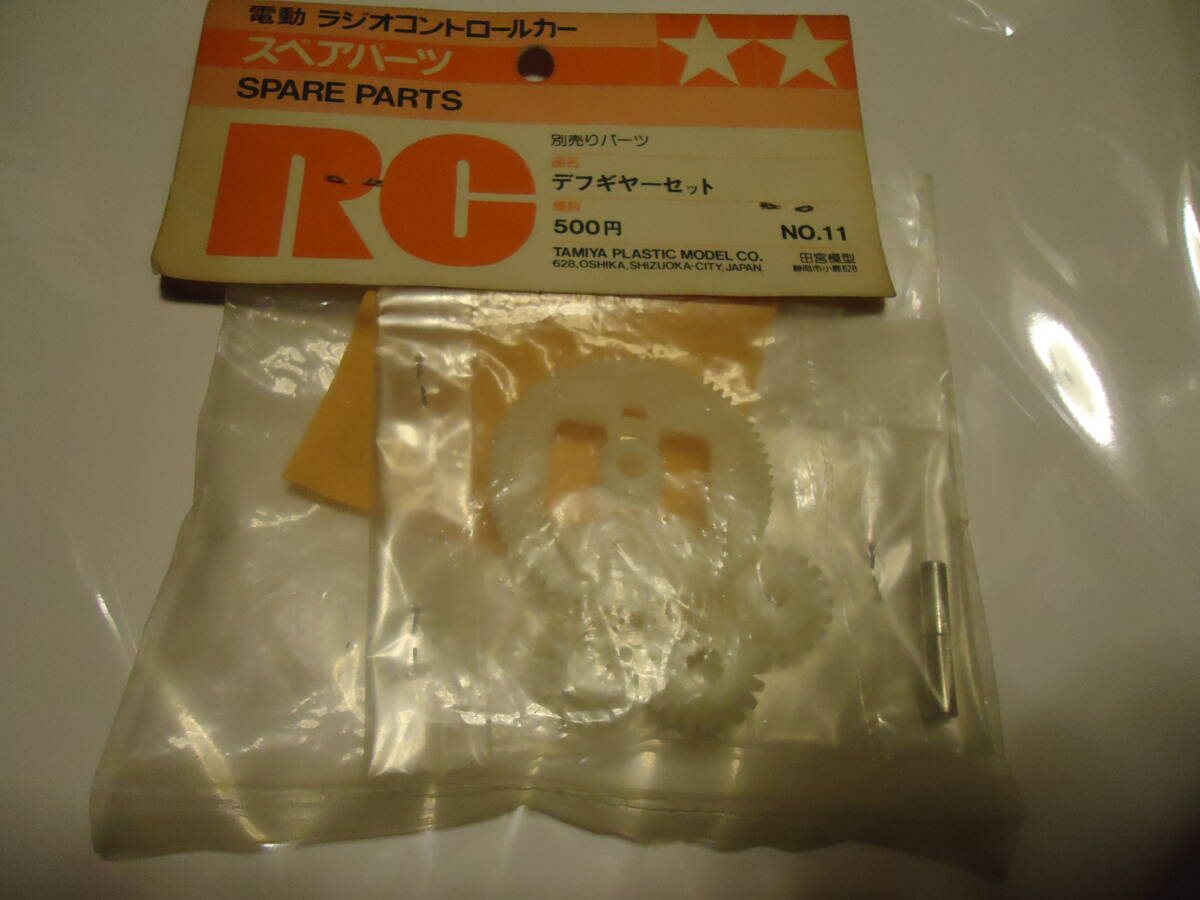 電動 ラジオコントロールカー
スペアパーツ
SPARE PARTS
RC
別売りパーツ
品名
デフギヤーセット
値段
500円
NO.11
TAMIYA PLASTIC MODEL CO.
628, OSHIKA, SHIZUOKA-CITY, JAPAN.
田宮模型
静岡市小鹿628